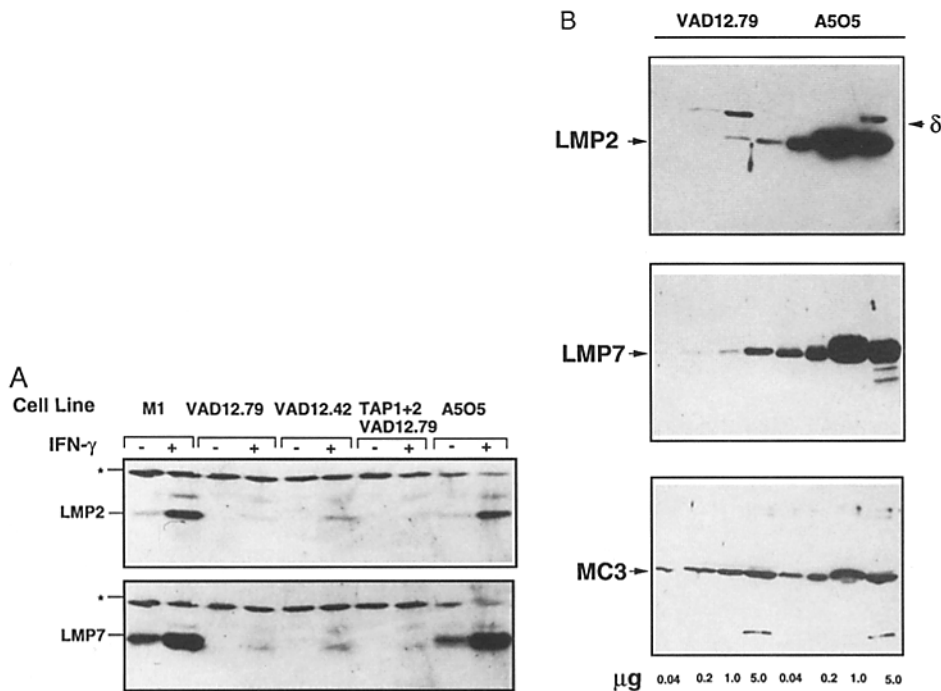 A
Cell Line M1 VAD12.79 VAD12.42 TAP1+2 A5O5
VAD12.79
IFN-γ - + - + - + - + - +
*
LMP2
*
LMP7
B
VAD12.79 A5O5
LMP2 δ
LMP7
MC3
μg 0.04 0.2 1.0 5.0 0.04 0.2 1.0 5.0